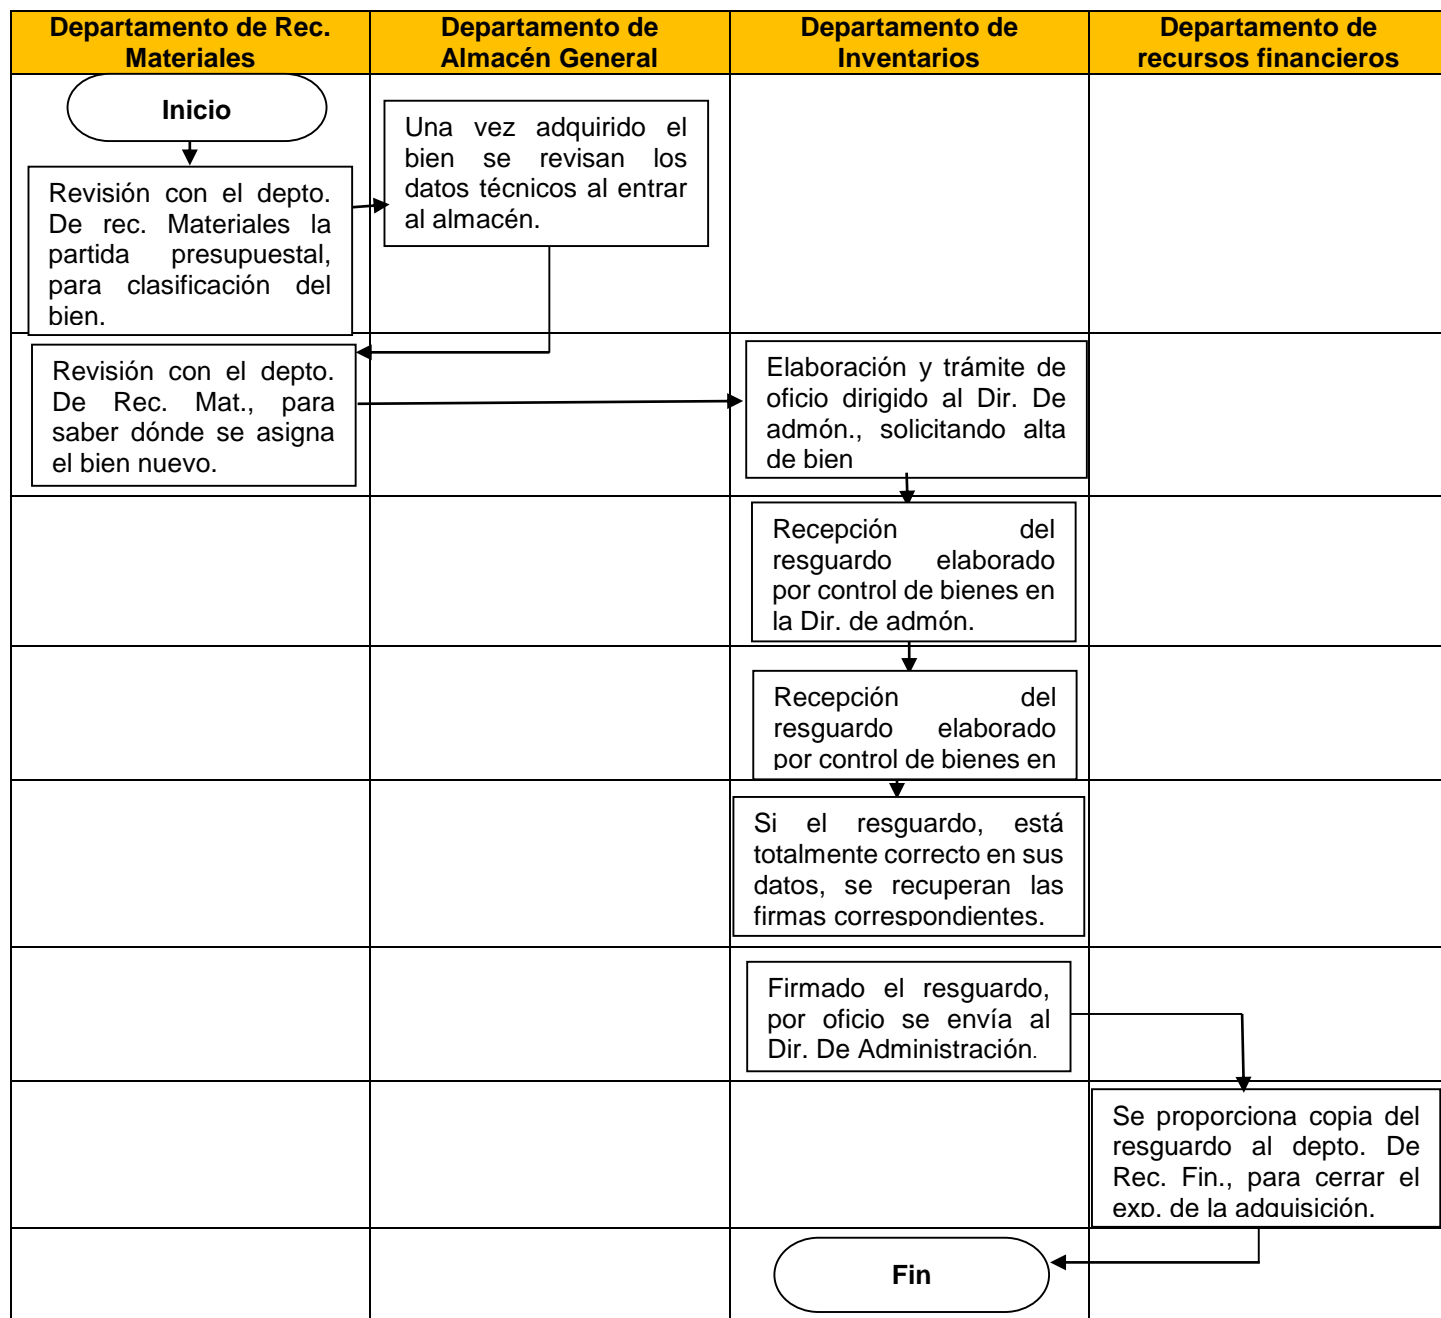 Departamento de Rec.
Materiales
Departamento de
Almacén General
Departamento de
Inventarios
Departamento de
recursos financieros
Inicio
Una vez adquirido el
bien se revisan los
datos técnicos al entrar
al almacén.
Revisión con el depto.
De rec. Materiales la
partida presupuestal,
para clasificación del
bien.
Revisión con el depto.
De Rec. Mat., para
saber dónde se asigna
el bien nuevo.
Elaboración y trámite de
oficio dirigido al Dir. De
admón., solicitando alta
de bien
Recepción del
resguardo elaborado
por control de bienes en
la Dir. de admón.
Recepción del
resguardo elaborado
por control de bienes en
Si el resguardo, está
totalmente correcto en sus
datos, se recuperan las
firmas correspondientes.
Firmado el resguardo,
por oficio se envía al
Dir. De Administración.
Se proporciona copia del
resguardo al depto. De
Rec. Fin., para cerrar el
exp. de la adquisición.
Fin